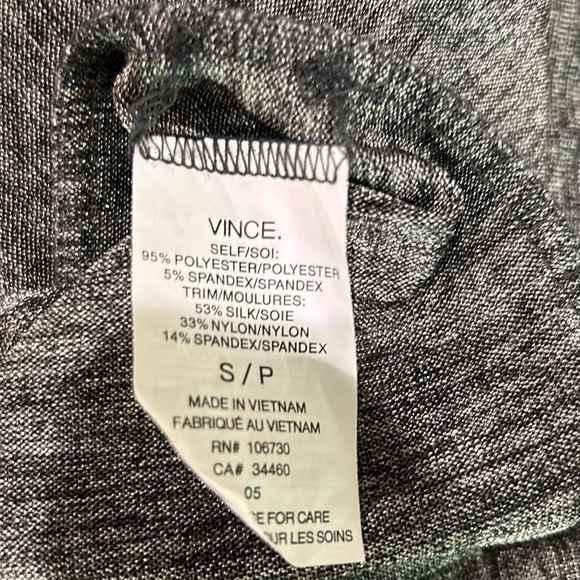 VINCE.
SELF/SOI:
95% POLYESTER/POLYESTER
5% SPANDEX/SPANDEX
TRIM/MOULURES:
53% SILK/SOIE
33% NYLON/NYLON
14% SPANDEX/SPANDEX
S / P
MADE IN VIETNAM
FABRIQUÉ AU VIETNAM
RN# 106730
CA# 34460
05
FOR CARE
LES SOINS